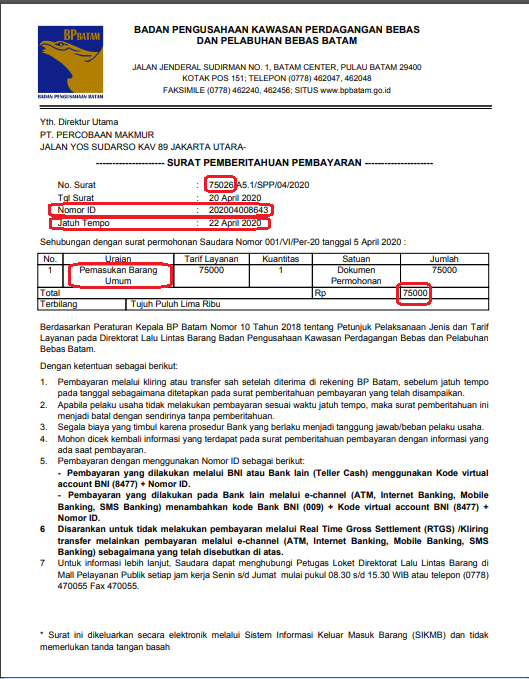 BPBATAM
BADAN PENGUSAHAAN BATAM
BADAN PENGUSAHAAN KAWASAN PERDAGANGAN BEBAS
DAN PELABUHAN BEBAS BATAM
JALAN JENDERAL SUDIRMAN NO. 1, BATAM CENTER, PULAU BATAM 29400
KOTAK POS 151; TELEPON (0778) 462047, 462048
FAKSIMILE (0778) 462240, 462456; SITUS www.bpbatam.go.id
Yth. Direktur Utama
PT. PERCOBAAN MAKMUR
JALAN YOS SUDARSO KAV 89 JAKARTA UTARA-
--------------------- SURAT PEMBERITAHUAN PEMBAYARAN ---------------------
No. Surat : 75026/A5.1/SPP/04/2020
Tgl Surat : 20 April 2020
Nomor ID : 202004008643
Jatuh Tempo : 22 April 2020
Sehubungan dengan surat permohonan Saudara Nomor 001/VI/Per-20 tanggal 5 April 2020 :
No. Uraian Tarif Layanan Kuantitas Satuan Jumlah
1 Pemasukan Barang 75000 1 Dokumen 75000
Umum Permohonan
Total Rp 75000
Terbilang Tujuh Puluh Lima Ribu
Berdasarkan Peraturan Kepala BP Batam Nomor 10 Tahun 2018 tentang Petunjuk Pelaksanaan Jenis dan Tarif
Layanan pada Direktorat Lalu Lintas Barang Badan Pengusahaan Kawasan Perdagangan Bebas dan Pelabuhan
Bebas Batam.
Dengan ketentuan sebagai berikut:
1. Pembayaran melalui kliring atau transfer sah setelah diterima di rekening BP Batam, sebelum jatuh tempo
pada tanggal sebagaimana ditetapkan pada surat pemberitahuan pembayaran yang telah disampaikan.
2. Apabila pelaku usaha tidak melakukan pembayaran sesuai waktu jatuh tempo, maka surat pemberitahuan ini
menjadi batal dengan sendirinya tanpa pemberitahuan.
3. Segala biaya yang timbul karena prosedur Bank yang berlaku menjadi tanggung jawab/beban pelaku usaha.
4. Mohon dicek kembali informasi yang terdapat pada surat pemberitahuan pembayaran dengan informasi yang
ada saat pembayaran.
5. Pembayaran dengan menggunakan Nomor ID sebagai berikut:
- Pembayaran yang dilakukan melalui BNI atau Bank lain (Teller Cash) menggunakan Kode virtual
account BNI (8477) + Nomor ID.
- Pembayaran yang dilakukan pada Bank lain melalui e-channel (ATM, Internet Banking, Mobile
Banking, SMS Banking) menambahkan kode Bank BNI (009) + Kode virtual account BNI (8477) +
Nomor ID.
6 Disarankan untuk tidak melakukan pembayaran melalui Real Time Gross Settlement (RTGS) /Kliring
transfer melainkan pembayaran melalui e-channel (ATM, Internet Banking, Mobile Banking, SMS
Banking) sebagaimana yang telah disebutkan di atas.
7 Untuk informasi lebih lanjut, Saudara dapat menghubungi Petugas Loket Direktorat Lalu Lintas Barang di
Mall Pelayanan Publik setiap jam kerja Senin s/d Jumat mulai pukul 08.30 s/d 15.30 WIB atau telepon (0778)
470055 Fax 470055.
* Surat ini dikeluarkan secara elektronik melalui Sistem Informasi Keluar Masuk Barang (SIKMB) dan tidak
memerlukan tanda tangan basah